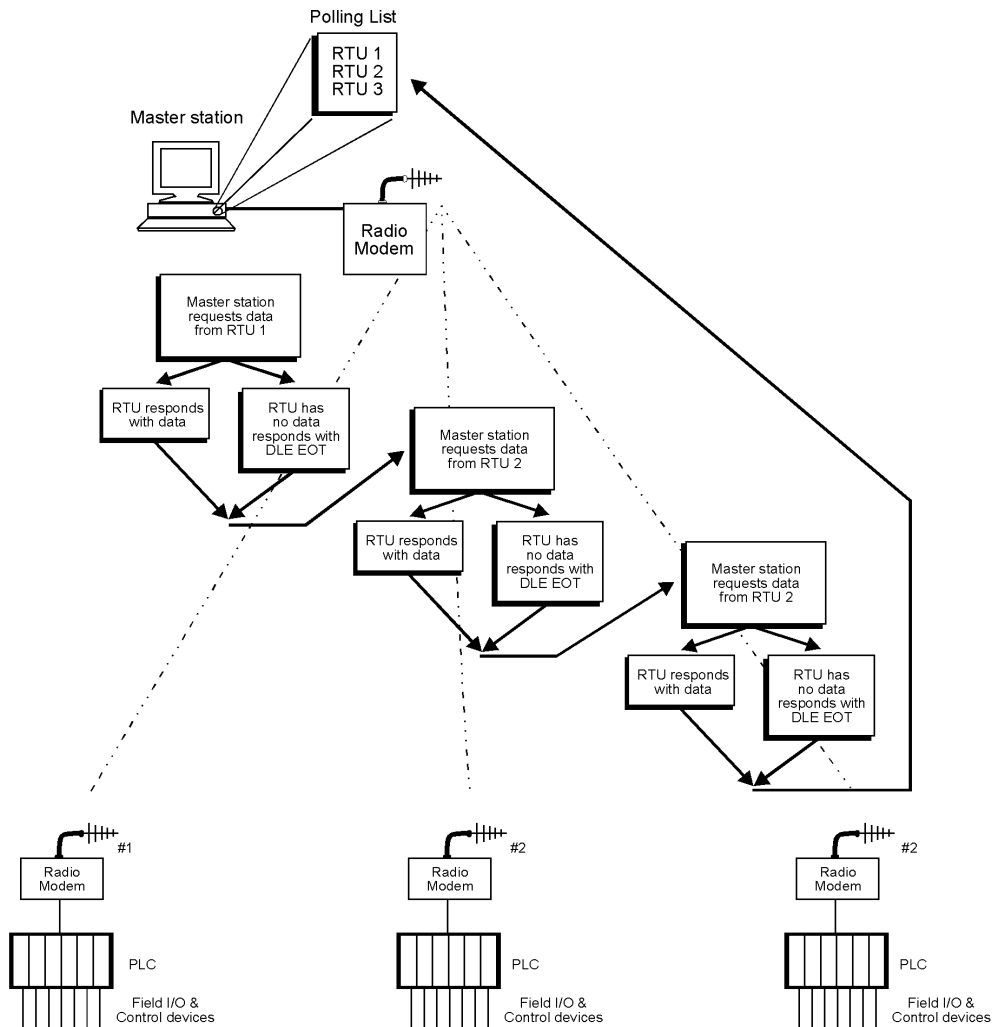 Polling List
RTU 1
RTU 2
RTU 3
Master station
Radio
Modem
Master station
requests data
from RTU 1
RTU responds
with data
RTU has
no data
responds with
DLE EOT
Master station
requests data
from RTU 2
RTU responds
with data
RTU has
no data
responds with
DLE EOT
Master station
requests data
from RTU 2
RTU responds
with data
RTU has
no data
responds with
DLE EOT
#1
Radio
Modem
PLC
Field I/O &
Control devices
#2
Radio
Modem
PLC
Field I/O &
Control devices
#2
Radio
Modem
PLC
Field I/O &
Control devices